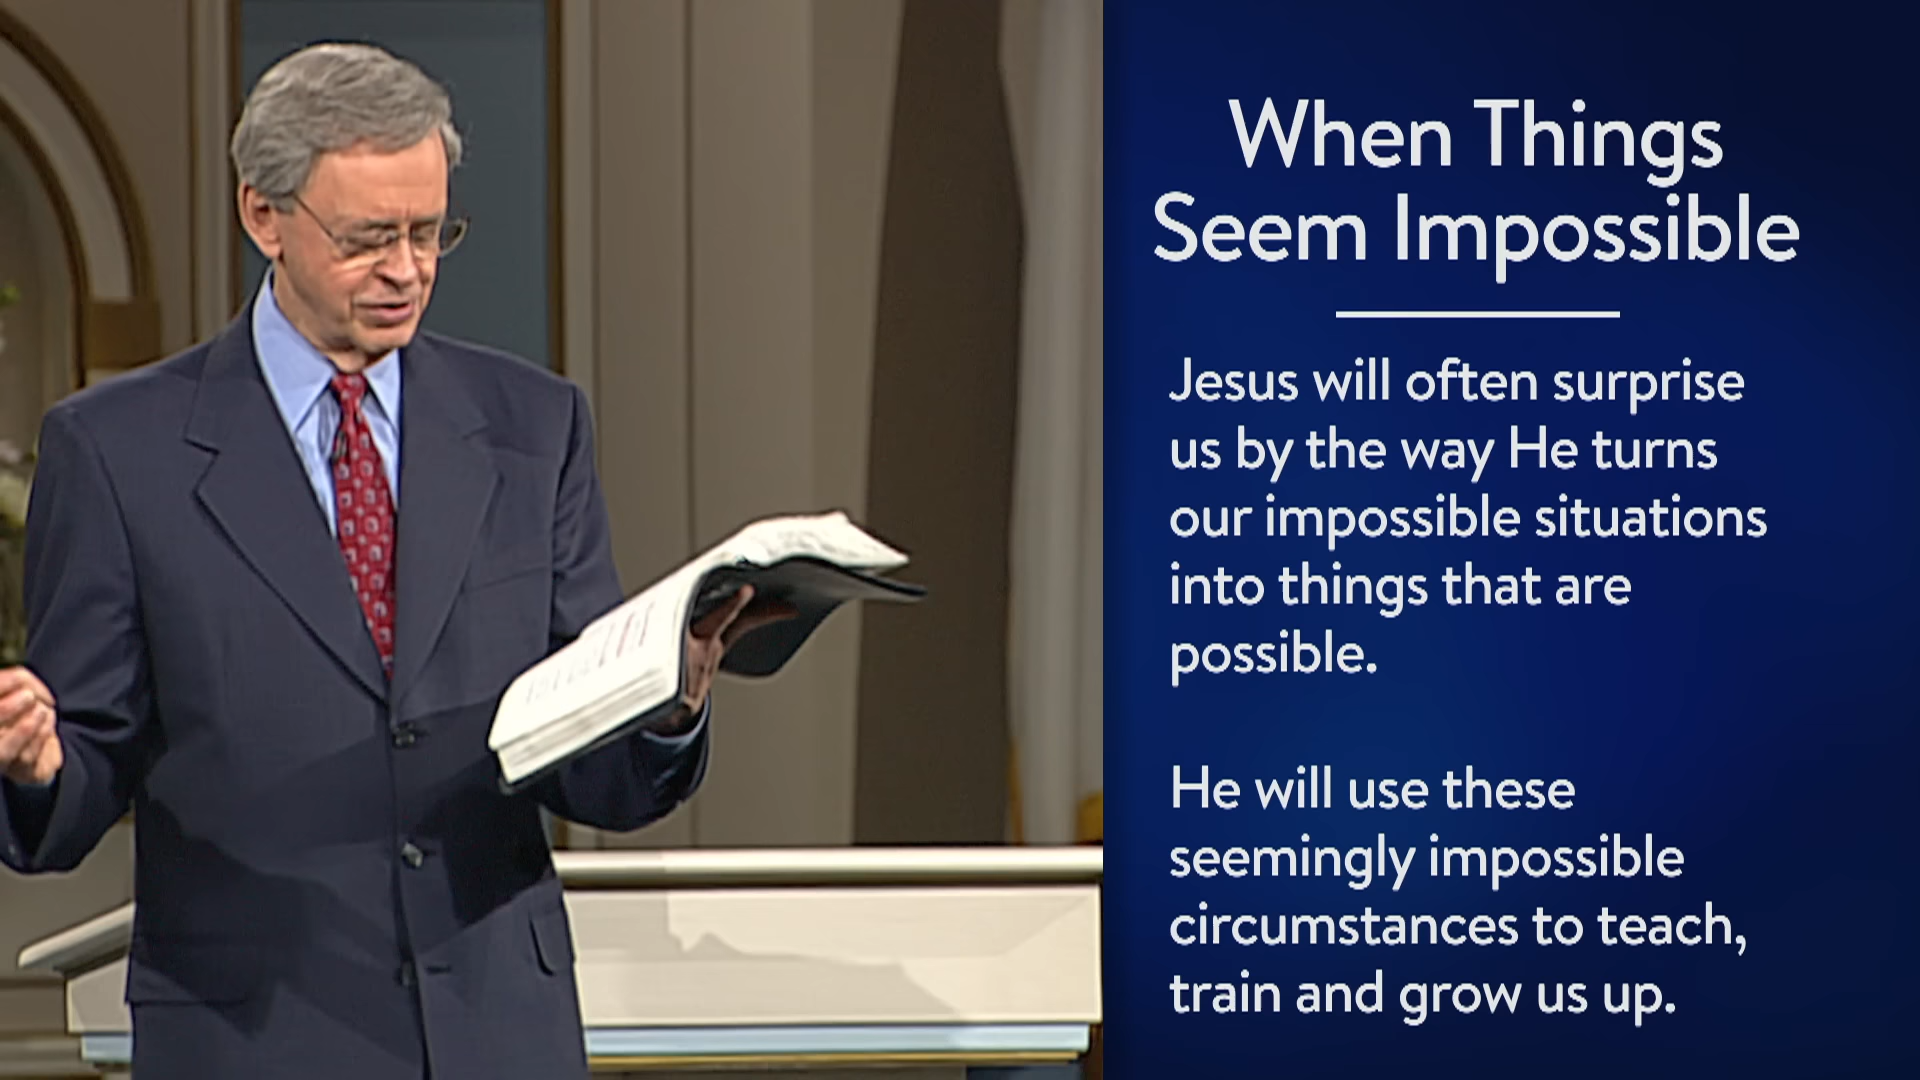 When Things
Seem Impossible
Jesus will often surprise
us by the way He turns
our impossible situations
into things that are
possible.
He will use these
seemingly impossible
circumstances to teach,
train and grow us up.